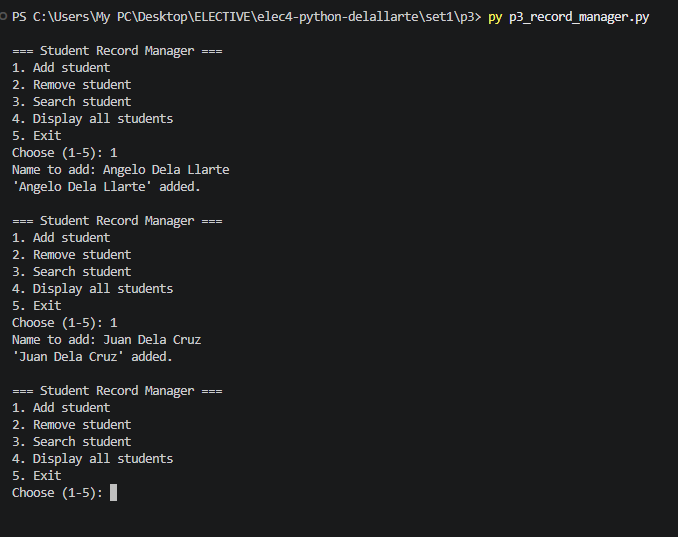 PS C:\Users\My PC\Desktop\ELECTIVE\elec4-python-delallarte\set1\p3> py p3_record_manager.py
=== Student Record Manager ===
1. Add student
2. Remove student
3. Search student
4. Display all students
5. Exit
Choose (1-5): 1
Name to add: Angelo Dela Llarte
'Angelo Dela Llarte' added.
=== Student Record Manager ===
1. Add student
2. Remove student
3. Search student
4. Display all students
5. Exit
Choose (1-5): 1
Name to add: Juan Dela Cruz
'Juan Dela Cruz' added.
=== Student Record Manager ===
1. Add student
2. Remove student
3. Search student
4. Display all students
5. Exit
Choose (1-5):